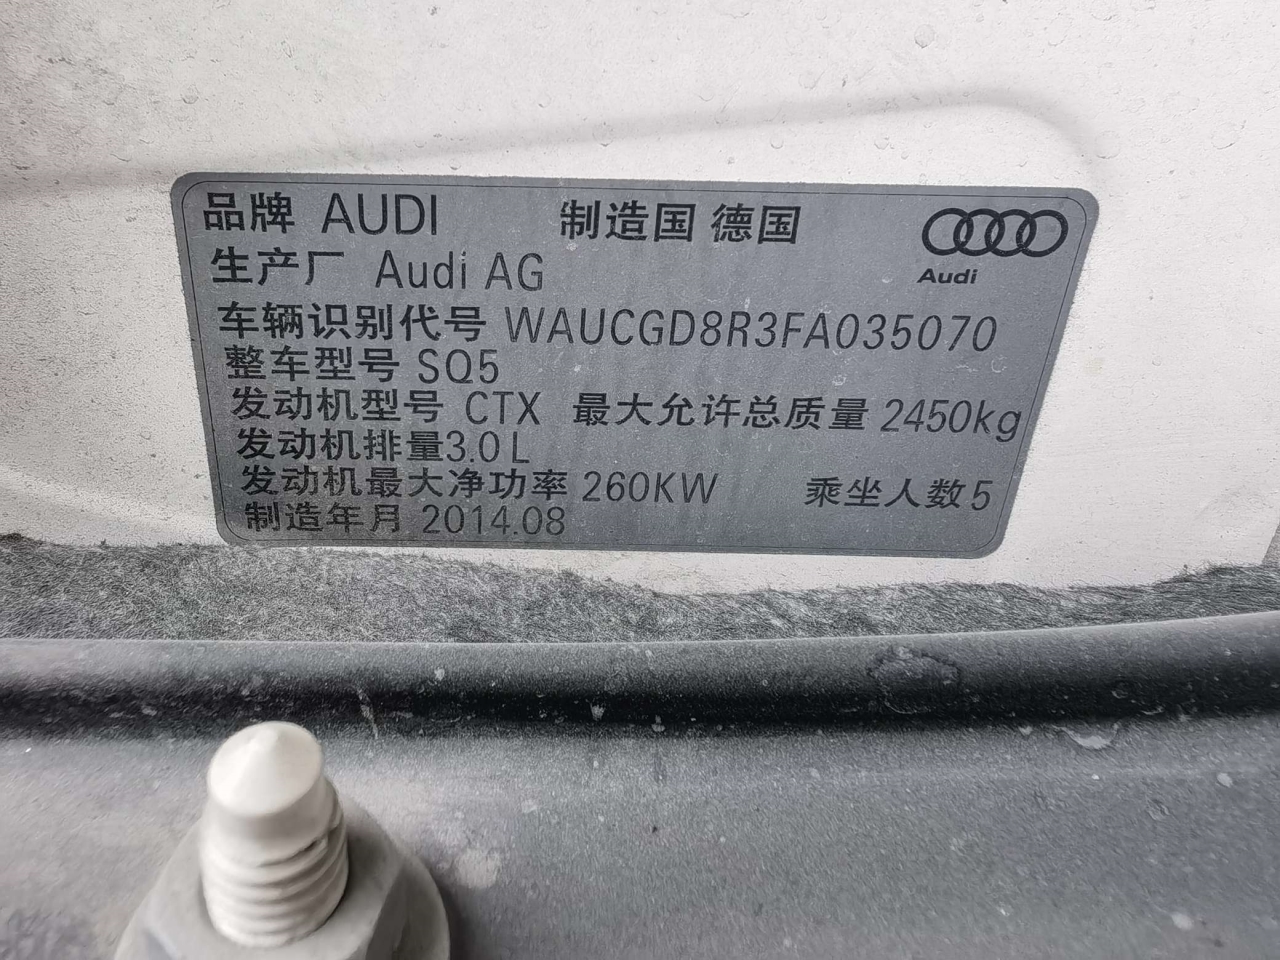 品牌 AUDI 制造国 德国
Audi
生产厂 Audi AG
车辆识别代号 WAUCGD8R3FA035070
整车型号 SQ5
发动机型号 CTX 最大允许总质量 2450kg
发动机排量3.0L
发动机最大净功率 260KW 乘坐人数5
制造年月 2014.08